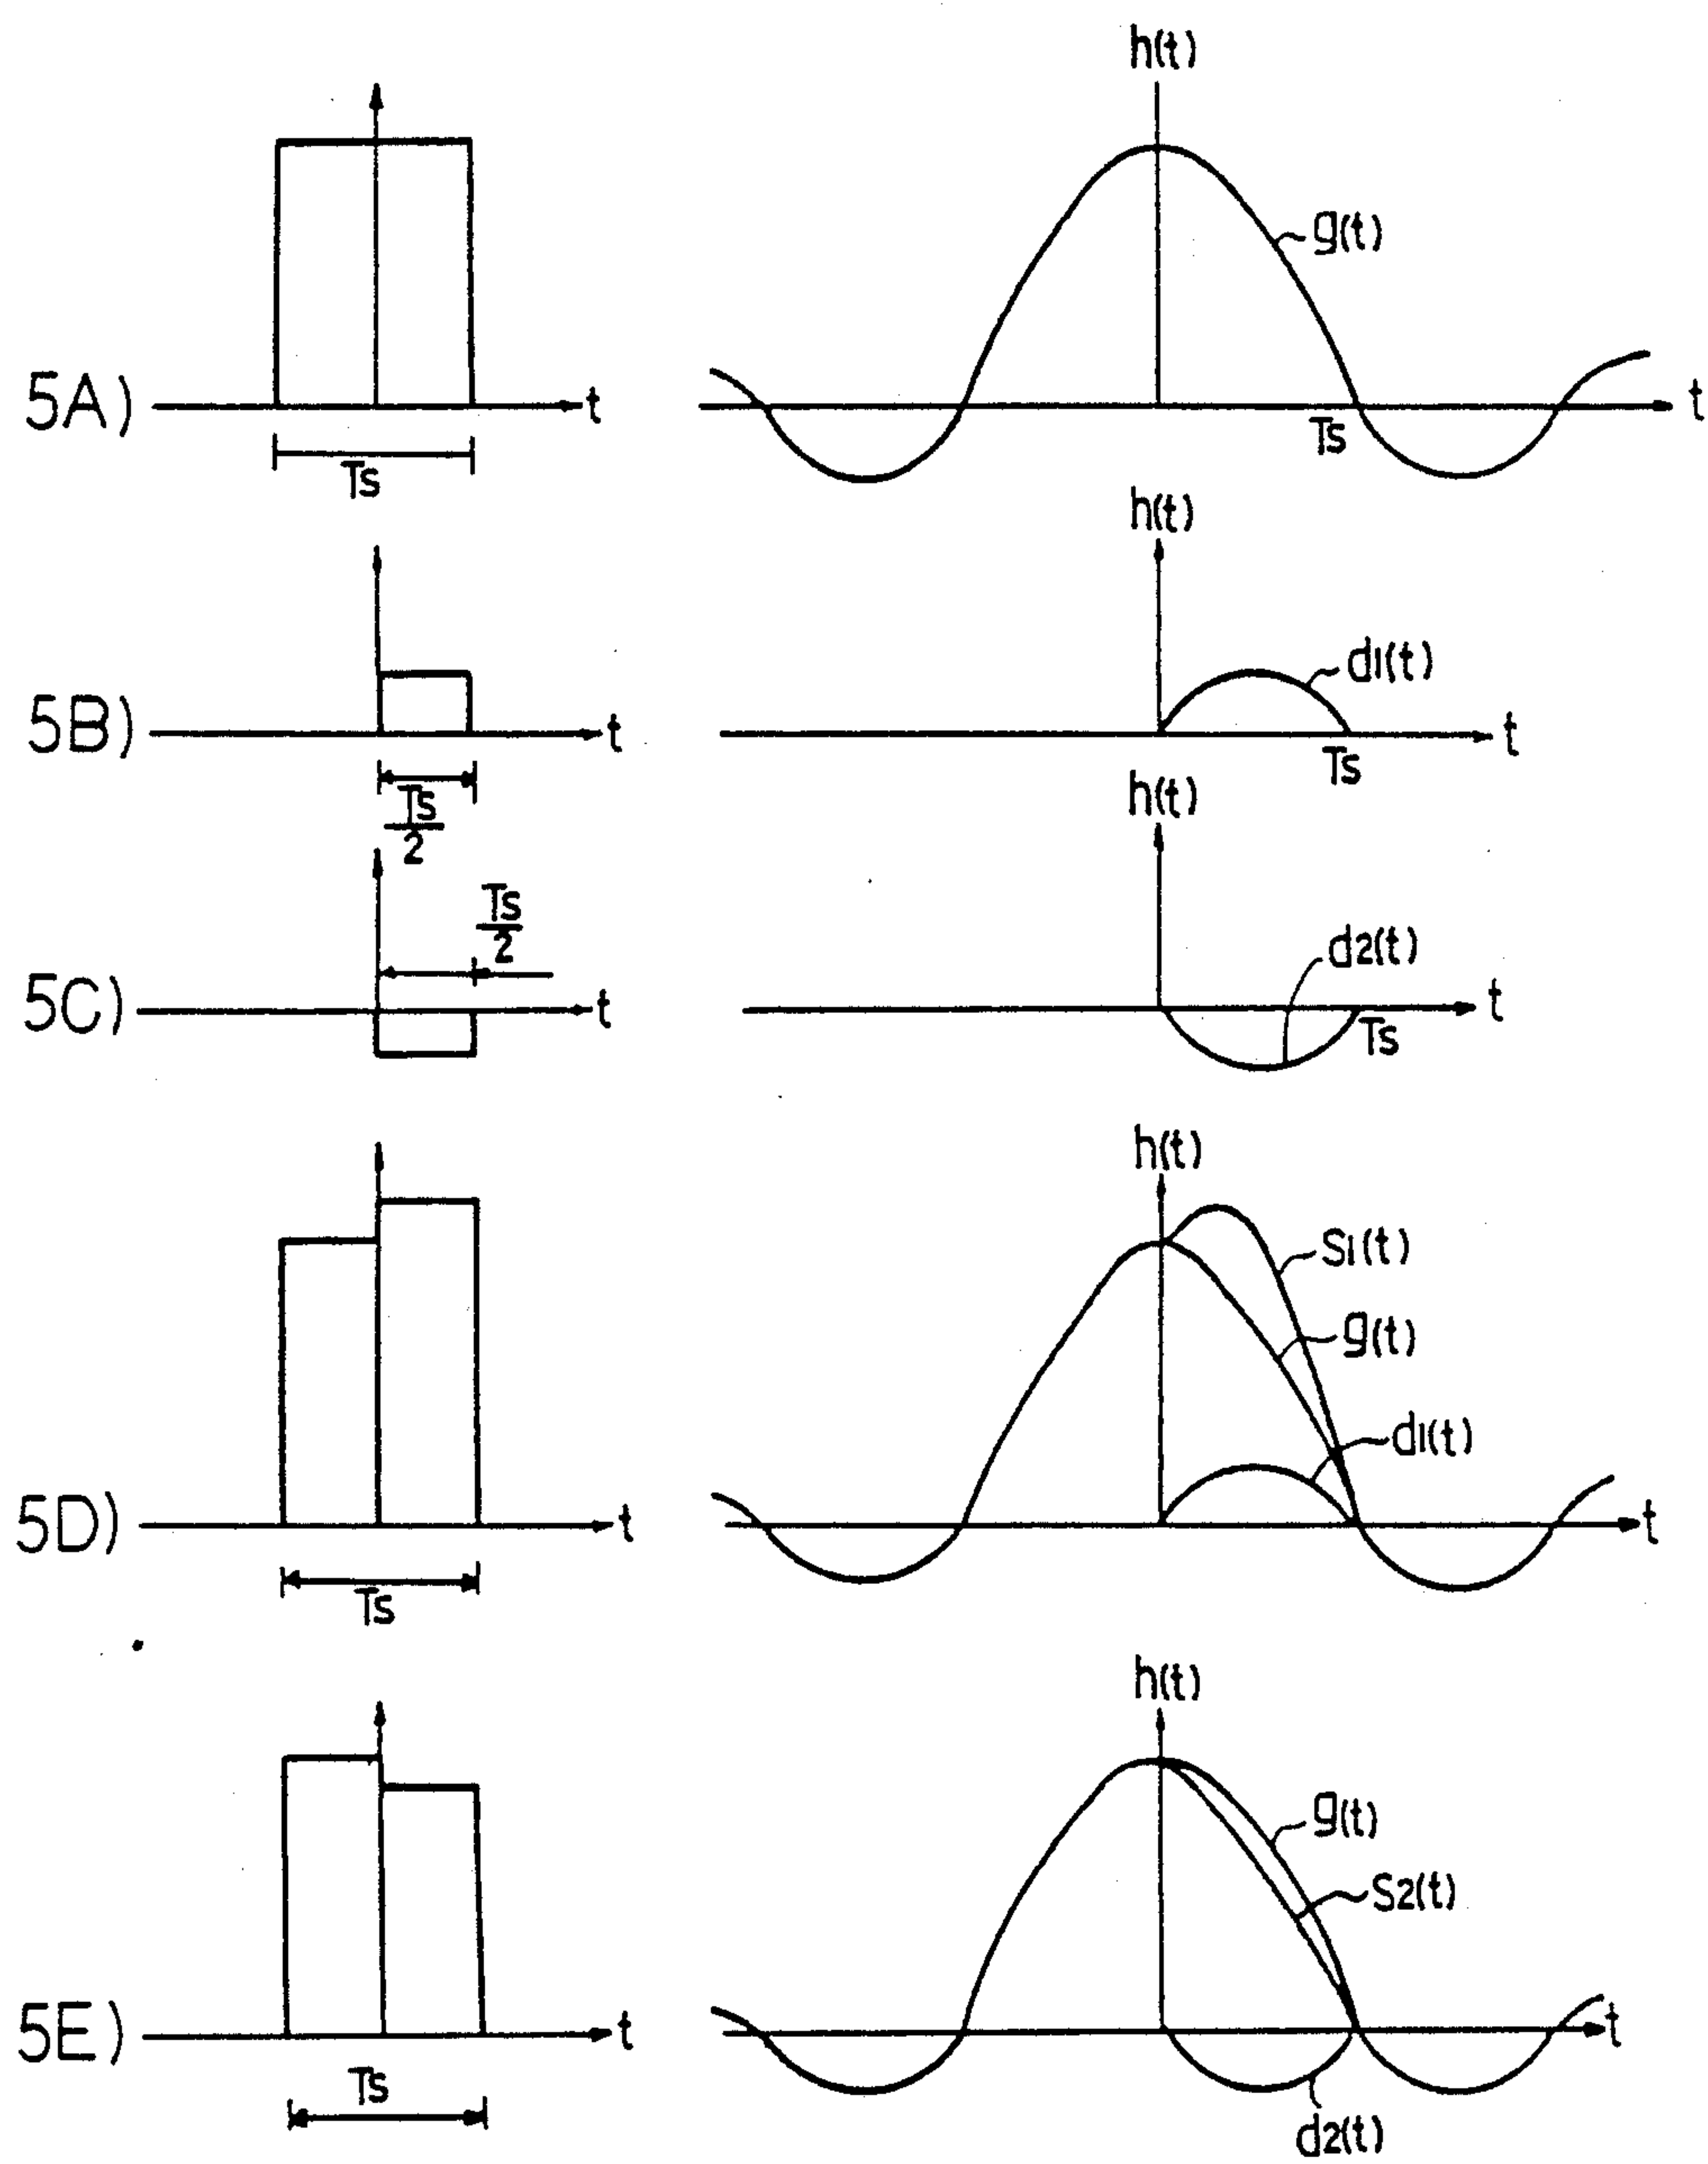 h(t)
g(t)
5A)
t
t
Ts
Ts
h(t)
d1(t)
5B)
t
t
Ts
Ts
2
h(t)
Ts
2
d2(t)
5C)
t
t
Ts
h(t)
S1(t)
g(t)
d1(t)
5D)
t
t
Ts
h(t)
g(t)
S2(t)
5E)
t
t
Ts
d2(t)